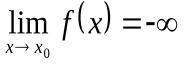 lim f(x) = -∞
x→ x₀